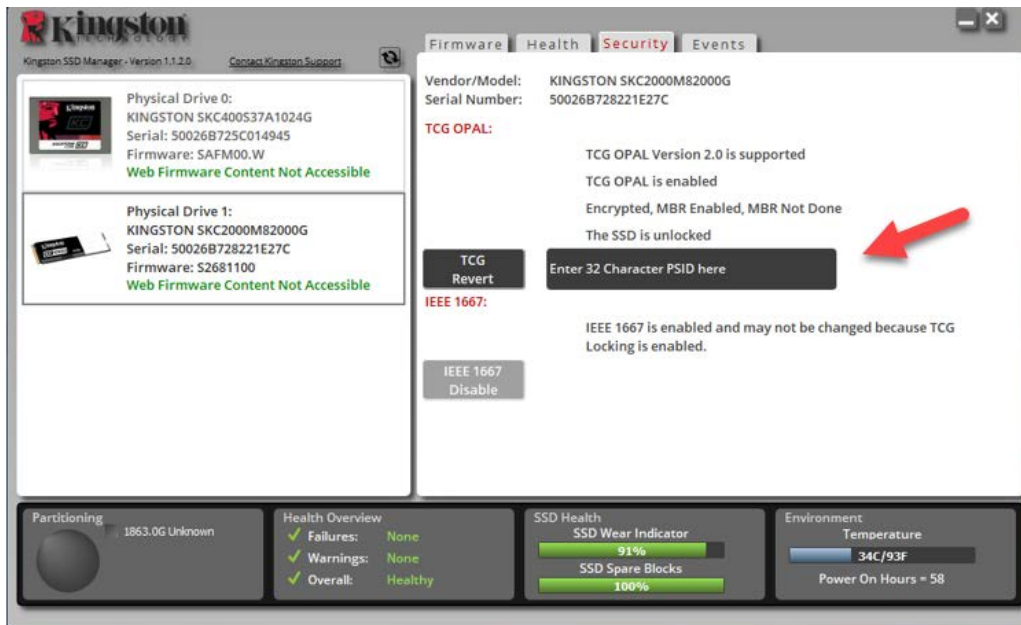 Kingston
TECHNOLOGY
Kingston SSD Manager - Version 1.1.2.0 Contact Kingston Support
Physical Drive 0:
KINGSTON SKC400S37A1024G
Serial: 50026B725C014945
Firmware: SAFM00.W
Web Firmware Content Not Accessible
Physical Drive 1:
KINGSTON SKC2000M82000G
Serial: 50026B728221E27C
Firmware: S2681100
Web Firmware Content Not Accessible
Firmware Health Security Events
Vendor/Model: KINGSTON SKC2000M82000G
Serial Number: 50026B728221E27C
TCG OPAL:
TCG OPAL Version 2.0 is supported
TCG OPAL is enabled
Encrypted, MBR Enabled, MBR Not Done
The SSD is unlocked
TCG
Revert
Enter 32 Character PSID here
IEEE 1667:
IEEE 1667 is enabled and may not be changed because TCG
Locking is enabled.
IEEE 1667
Disable
Partitioning
1863.0G Unknown
Health Overview
Failures: None
Warnings: None
Overall: Healthy
SSD Health
SSD Wear Indicator
91%
SSD Spare Blocks
100%
Environment
Temperature
34C/93F
Power On Hours = 58